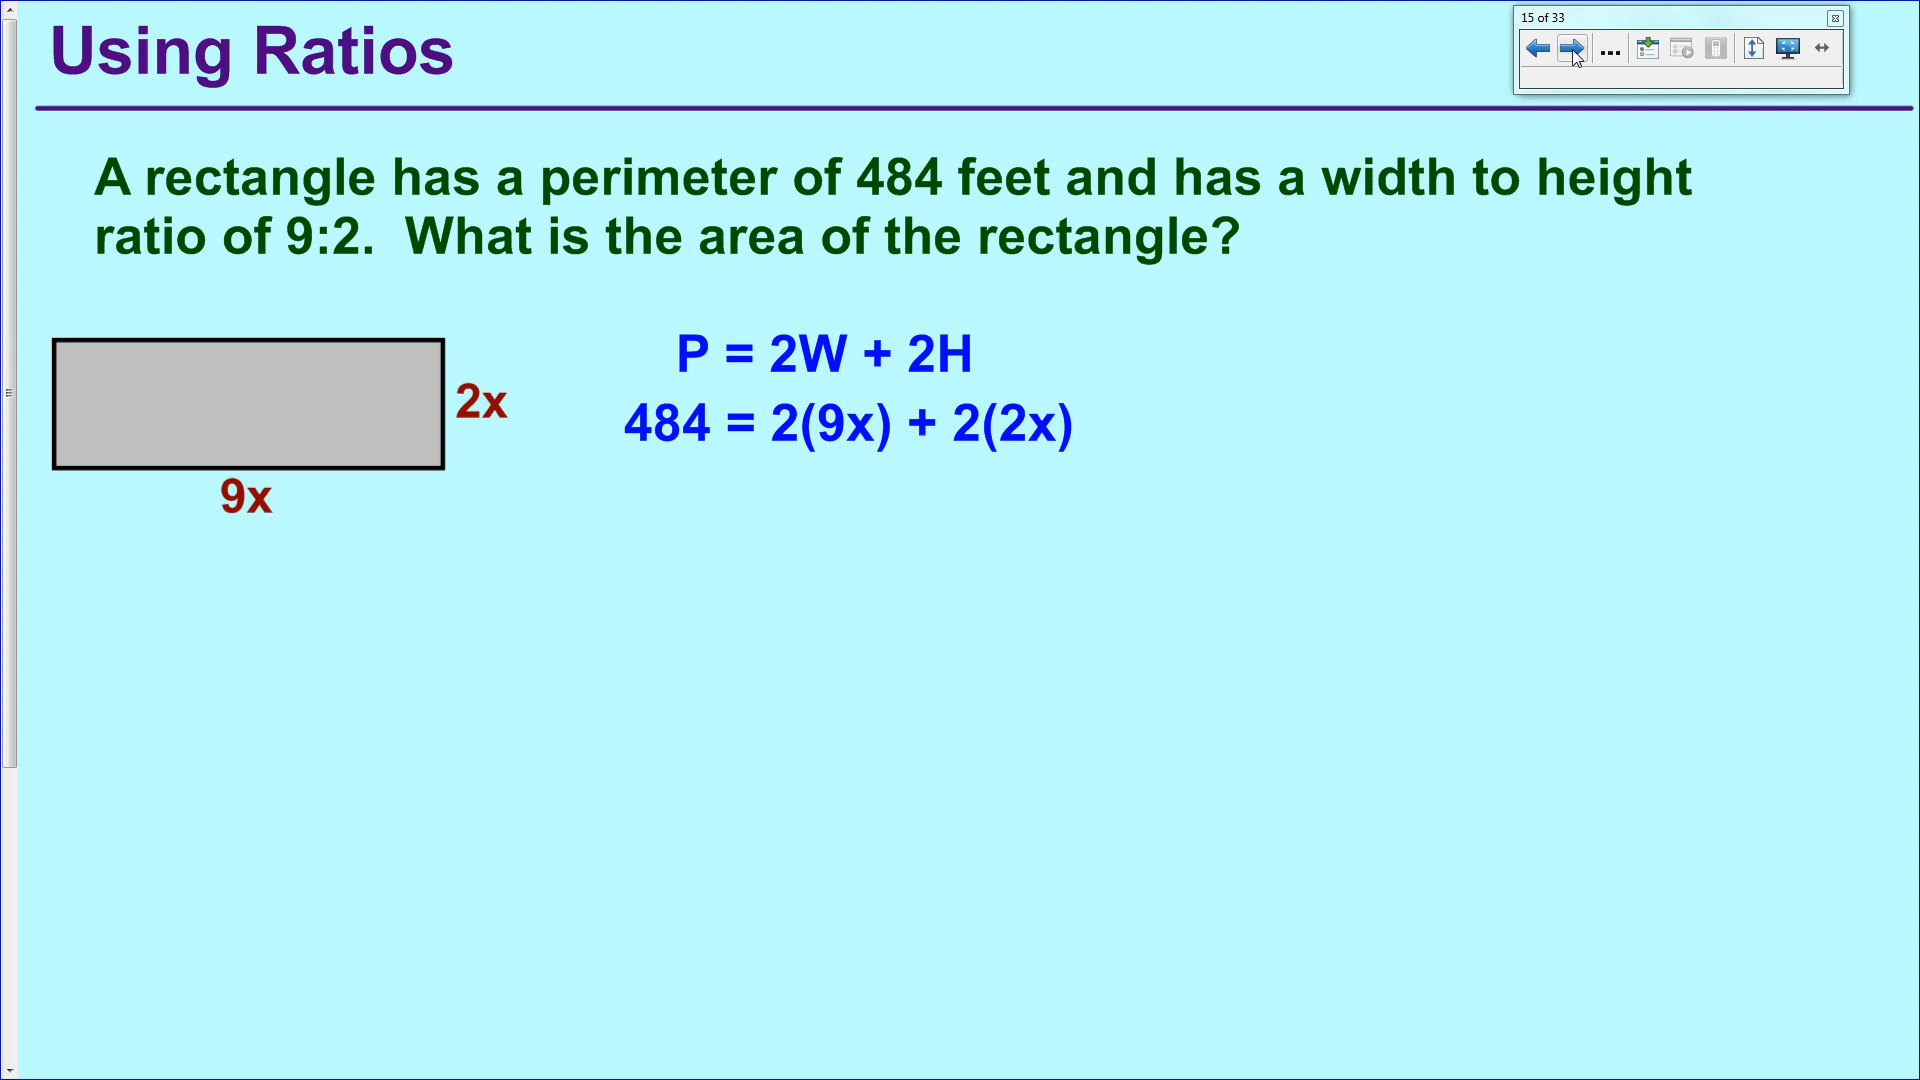 Using Ratios
15 of 33
A rectangle has a perimeter of 484 feet and has a width to height
ratio of 9:2. What is the area of the rectangle?
P = 2W + 2H
2x
484 = 2(9x) + 2(2x)
9x